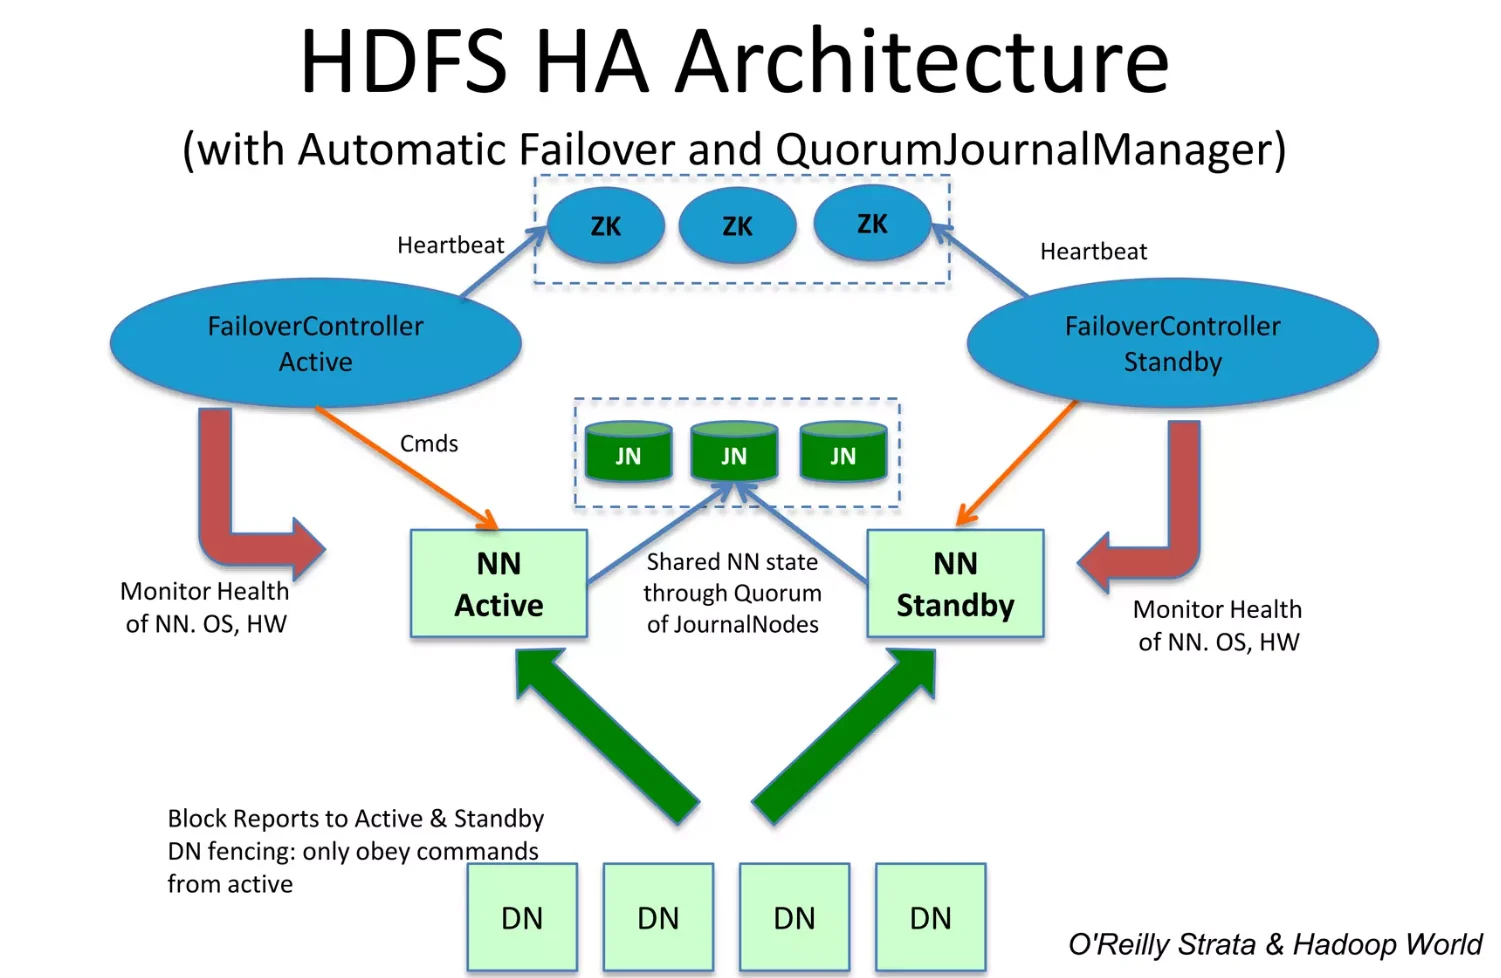 HDFS HA Architecture
(with Automatic Failover and QuorumJournalManager)
ZK
ZK
ZK
Heartbeat
Heartbeat
FailoverController
Active
FailoverController
Standby
Cmds
JN
JN
JN
NN
Active
Shared NN state
through Quorum
of JournalNodes
NN
Standby
Monitor Health
of NN. OS, HW
Monitor Health
of NN. OS, HW
Block Reports to Active & Standby
DN fencing: only obey commands
from active
DN
DN
DN
DN
O'Reilly Strata & Hadoop World